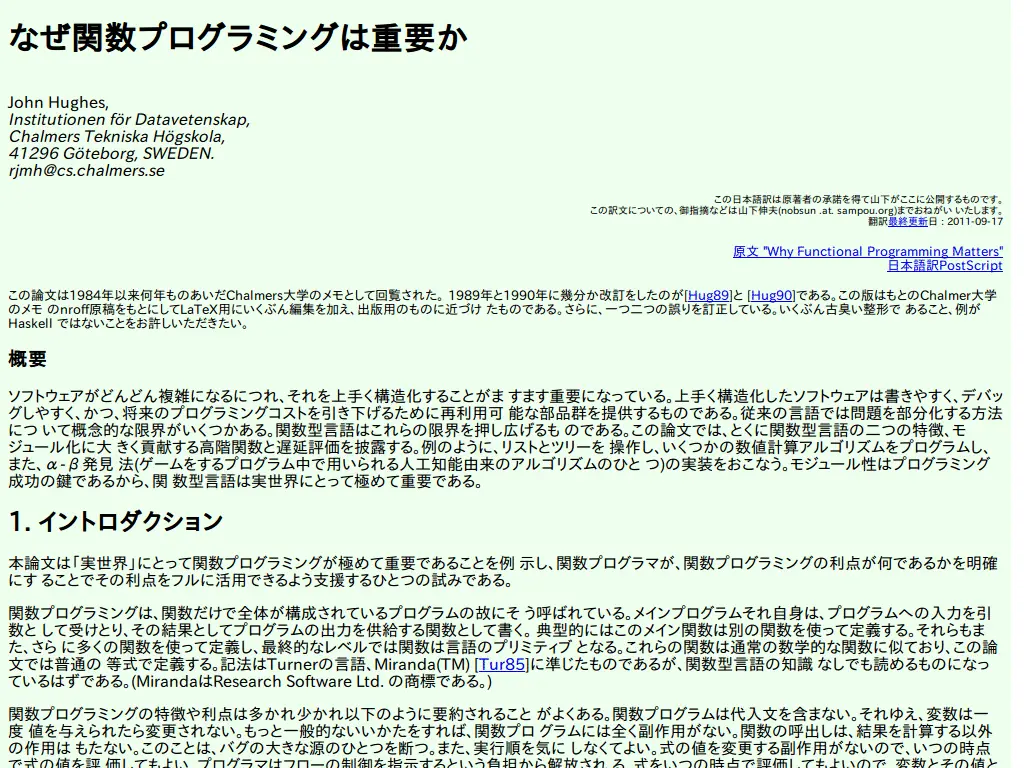 なぜ関数プログラミングは重要か
John Hughes,
Institutionen för Datavetenskap,
Chalmers Tekniska Högskola,
41296 Göteborg, SWEDEN.
rjmh@cs.chalmers.se
この日本語訳は原著者の承諾を得て山下がここに公開するものです。
この訳文についての、御指摘などは山下伸夫(nobsun .at. sampou.org)までおねがい いたします。
翻訳最終更新日 : 2011-09-17
原文 "Why Functional Programming Matters"
日本語訳PostScript
この論文は1984年以来何年ものあいだChalmers大学のメモとして回覧された。 1989年と1990年に幾分か改訂をしたのが[Hug89]と [Hug90]である。この版はもとのChalmer大学
のメモ のnroff原稿をもとにしてLaTeX用にいくぶん編集を加え、出版用のものに近づけ たものである。さらに、一つ二つの誤りを訂正している。いくぶん古臭い整形で あること、例が
Haskell ではないことをお許しいただきたい。
概要
ソフトウェアがどんどん複雑になるにつれ、それを上手く構造化することがま すます重要になっている。上手く構造化したソフトウェアは書きやすく、デバッ
グしやすく、かつ、将来のプログラミングコストを引き下げるために再利用可 能な部品群を提供するものである。従来の言語では問題を部分化する方法
につ いて概念的な限界がいくつかある。関数型言語はこれらの限界を押し広げるも のである。この論文では、とくに関数型言語の二つの特徴、モ
ジュール化に大 きく貢献する高階関数と遅延評価を披露する。例のように、リストとツリーを 操作し、いくつかの数値計算アルゴリズムをプログラムし、
また、α-β発見 法(ゲームをするプログラム中で用いられる人工知能由来のアルゴリズムのひと つ)の実装をおこなう。モジュール性はプログラミング
成功の鍵であるから、関 数型言語は実世界にとって極めて重要である。
1. イントロダクション
本論文は「実世界」にとって関数プログラミングが極めて重要であることを例 示し、関数プログラマが、関数プログラミングの利点が何であるかを明確
にす ることでその利点をフルに活用できるよう支援するひとつの試みである。
関数プログラミングは、関数だけで全体が構成されているプログラムの故にそ う呼ばれている。メインプログラムそれ自身は、プログラムへの入力を引
数と して受けとり、その結果としてプログラムの出力を供給する関数として書く。 典型的にはこのメイン関数は別の関数を使って定義する。それらもま
た、さら に多くの関数を使って定義し、最終的なレベルでは関数は言語のプリミティブ となる。これらの関数は通常の数学的な関数に似ており、この論
文では普通の 等式で定義する。記法はTurnerの言語、Miranda(TM) [Tur85]に準じたものであるが、関数型言語の知識 なしでも読めるものになっ
ているはずである。(MirandaはResearch Software Ltd. の商標である。)
関数プログラミングの特徴や利点は多かれ少かれ以下のように要約されること がよくある。関数プログラムは代入文を含まない。それゆえ、変数は一
度 値を与えられたら変更されない。もっと一般的ないいかたをすれば、関数プロ グラムには全く副作用がない。関数の呼出しは、結果を計算する以外
の作用は もたない。このことは、バグの大きな源のひとつを断つ。また、実行順を気に しなくてよい。式の値を変更する副作用がないので、いつの時点
で式の値を評 価してもよい。プログラマはフローの制御を指示するという負担から解放され る。式をいつの時点で評価してもよいので、変数とその値と